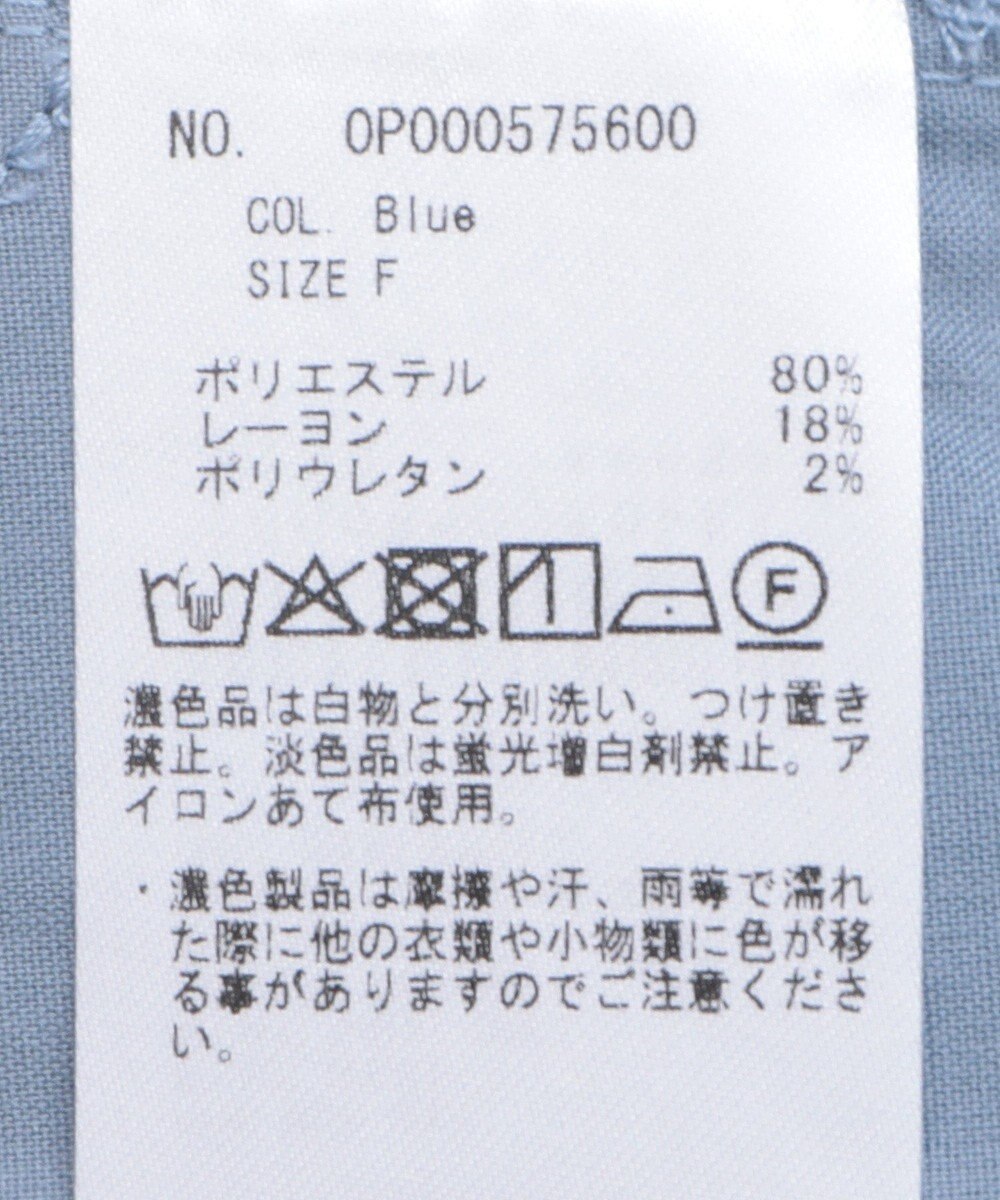 NO. 0P000575600
COL. Blue
SIZE F
ポリエステル 80%
レーヨン 18%
ポリウレタン 2%
F
濃色品は白物と分別洗い。つけ置き
禁止。淡色品は蛍光増白剤禁止。ア
イロンあて布使用。
・濃色製品は摩擦や汗、雨等で濡れ
た際に他の衣類や小物類に色が移
る事がありますのでご注意くださ
い。